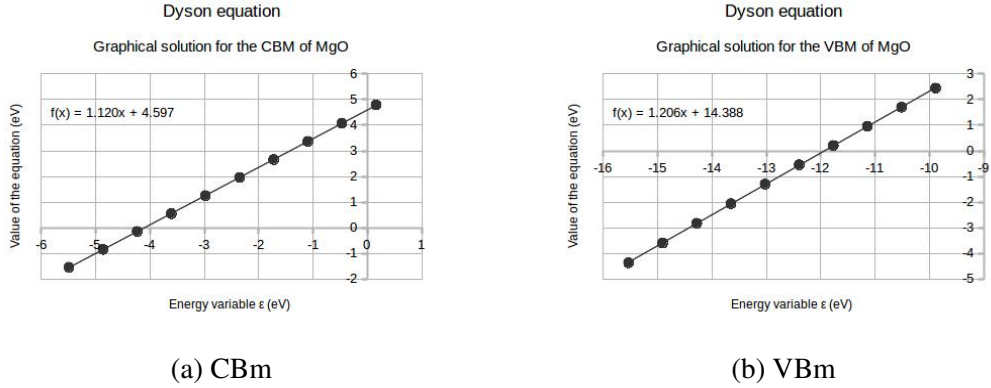 Dyson equation
Graphical solution for the CBM of MgO
f(x) = 1.120x + 4.597
Value of the equation (eV)
6
5
4
3
2
1
0
-1
-2
-6 -5 -4 -3 -2 -1 0 1
Energy variable ε (eV)
(a) CBm
Dyson equation
Graphical solution for the VBM of MgO
f(x) = 1.206x + 14.388
Value of the equation (eV)
3
2
1
0
-1
-2
-3
-4
-5
-16 -15 -14 -13 -12 -11 -10 -9
Energy variable ε (eV)
(b) VBm